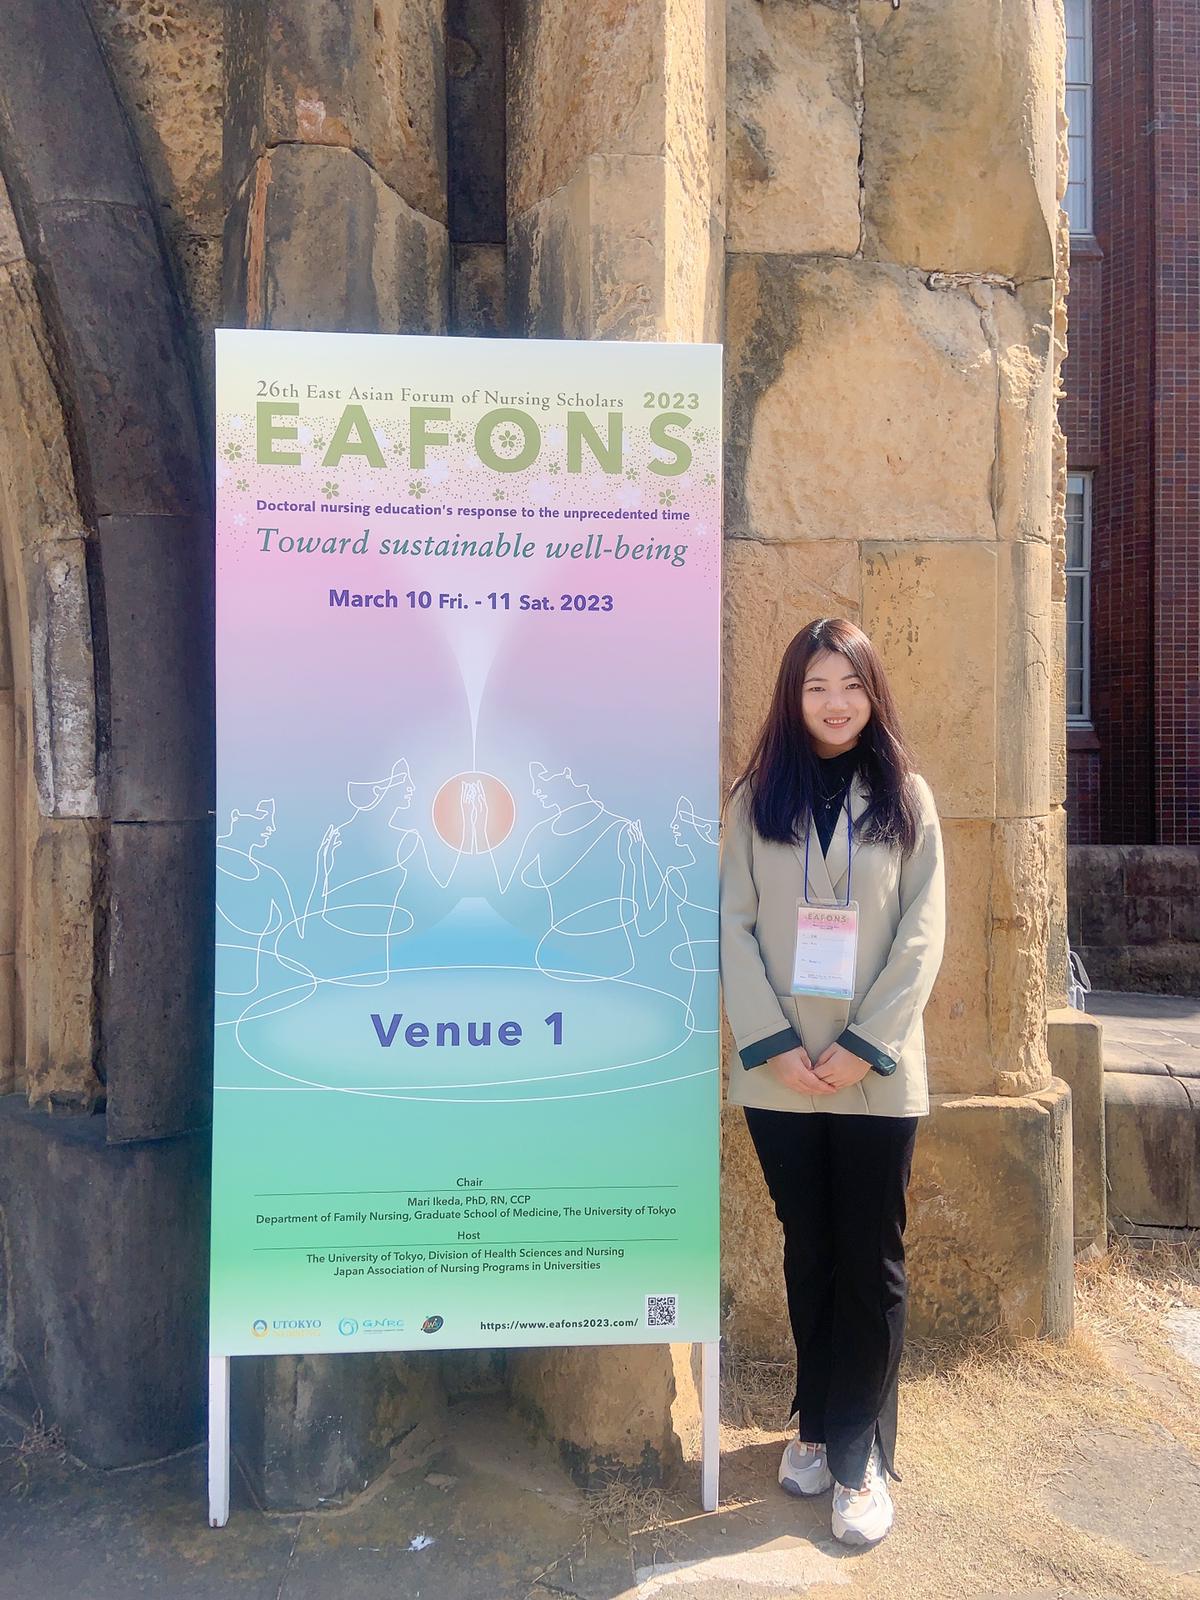 26th East Asian Forum of Nursing Scholars 2023
EAFONS
Doctoral nursing education's response to the unprecedented time
Toward sustainable well-being
March 10 Fri. - 11 Sat. 2023
Venue 1
Chair
Mari Ikeda, PhD, RN, CCP
Department of Family Nursing, Graduate School of Medicine, The University of Tokyo
Host
The University of Tokyo, Division of Health Sciences and Nursing
Japan Association of Nursing Programs in Universities
UTOKYO
NURSING
GNRC
https://www.eafons2023.com/
EAFONS